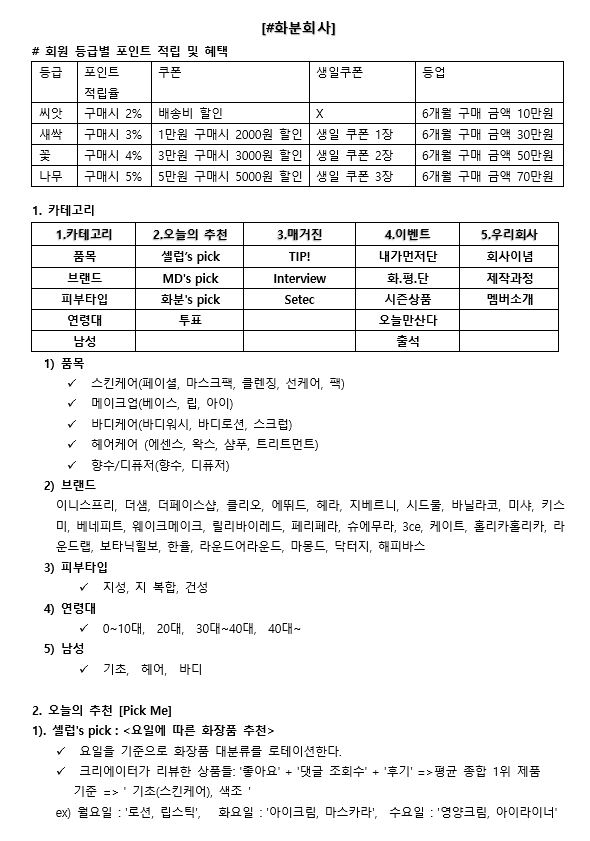 [#화분회사]
# 회원 등급별 포인트 적립 및 헤택
등급 포인트 적립율 쿠폰 생일쿠폰 등업
씨앗 구매시 2% 배송비 할인 X 6개월 구매 금액 10만원
새싹 구매시 3% 1만원 구매시 2000원 할인 생일 쿠폰 1장 6개월 구매 금액 30만원
꽃 구매시 4% 3만원 구매시 3000원 할인 생일 쿠폰 2장 6개월 구매 금액 50만원
나무 구매시 5% 5만원 구매시 5000원 할인 생일 쿠폰 3장 6개월 구매 금액 70만원
1. 카테고리
1.카테고리 2.오늘의 추천 3.매거진 4.이벤트 5.우리회사
품목 셀럽’s pick TIP! 내가먼저단 회사이념
브랜드 MD's pick Interview 화.평.단 제작과정
피부타입 화분's pick Setec 시즌상품 멤버소개
연령대 투표 오늘만산다
남성 출석
1) 품목
✓ 스킨케어(페이셜, 마스크팩, 클렌징, 선케어, 팩)
✓ 메이크업(베이스, 립, 아이)
✓ 바디케어(바디워시, 바디로션, 스크럽)
✓ 헤어케어 (에센스, 왁스, 샴푸, 트리트먼트)
✓ 향수/디퓨저(향수, 디퓨저)
2) 브랜드
이니스프리, 더샘, 더페이스샵, 클리오, 에뛰드, 헤라, 지베르니, 시드물, 바닐라코, 미샤, 키스
미, 베네피트, 웨이크메이크, 릴리바이레드, 페리페라, 슈에무라, 3ce, 케이트, 홀리카홀리카, 라
운드랩, 보타닉힐보, 한율, 라운드어라운드, 마몽드, 닥터지, 해피바스
3) 피부타입
✓ 지성, 지 복합, 건성
4) 연령대
✓ 0~10대, 20대, 30대~40대, 40대~
5) 남성
✓ 기초, 헤어, 바디
2. 오늘의 추천 [Pick Me]
1). 셀럽's pick : <요일에 따른 화장품 추천>
✓ 요일을 기준으로 화장품 대분류를 로테이션한다.
✓ 크리에이터가 리뷰한 상품들: '좋아요' + '댓글 조회수' + '후기' =>평균 종합 1위 제품
기준 => ' 기초(스킨케어), 색조 '
ex) 월요일 : '로션, 립스틱', 화요일 : '아이크림, 마스카라', 수요일 : '영양크림, 아이라이너'